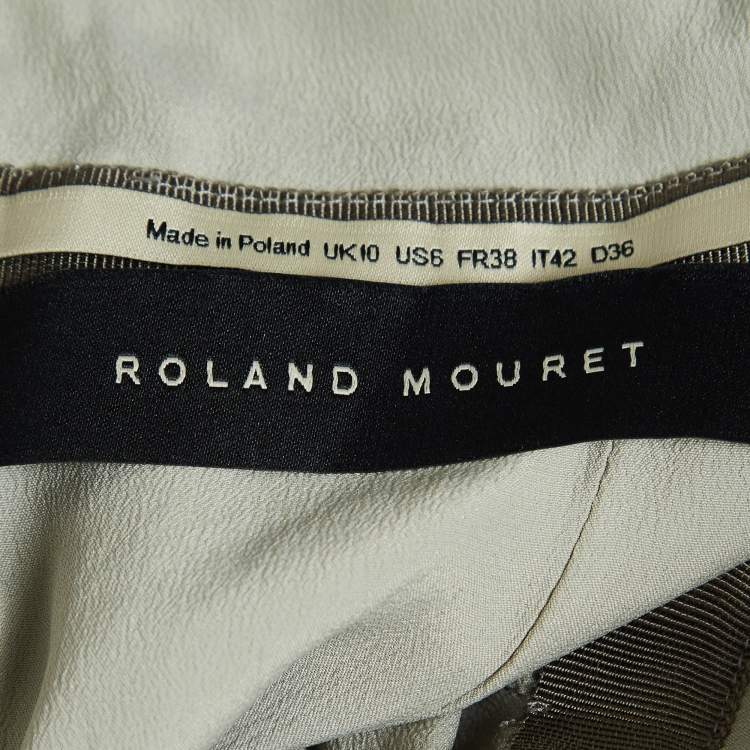 Made in Poland UK10 US6 FR38 IT42 D36
ROLAND MOURET